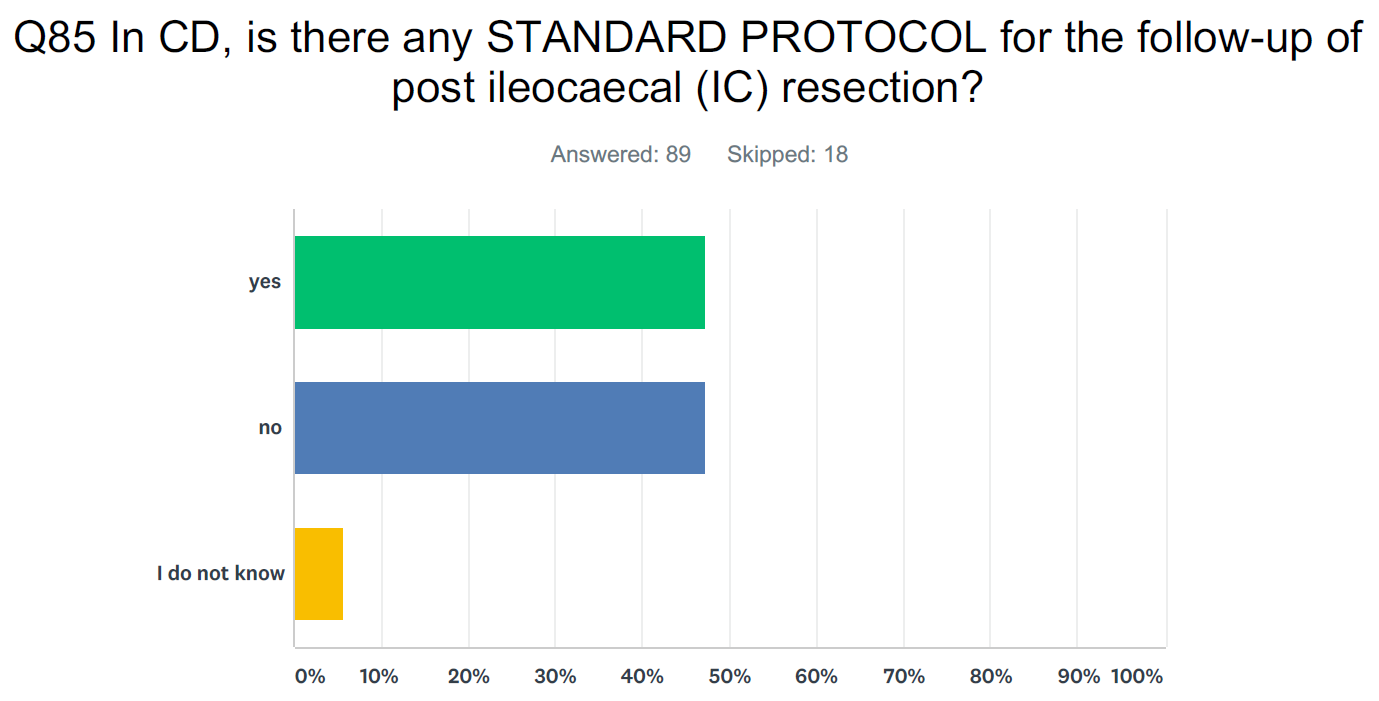 Q85 In CD, is there any STANDARD PROTOCOL for the follow-up of
post ileocaecal (IC) resection?
Answered: 89 Skipped: 18
yes
no
I do not know
0% 10% 20% 30% 40% 50% 60% 70% 80% 90% 100%